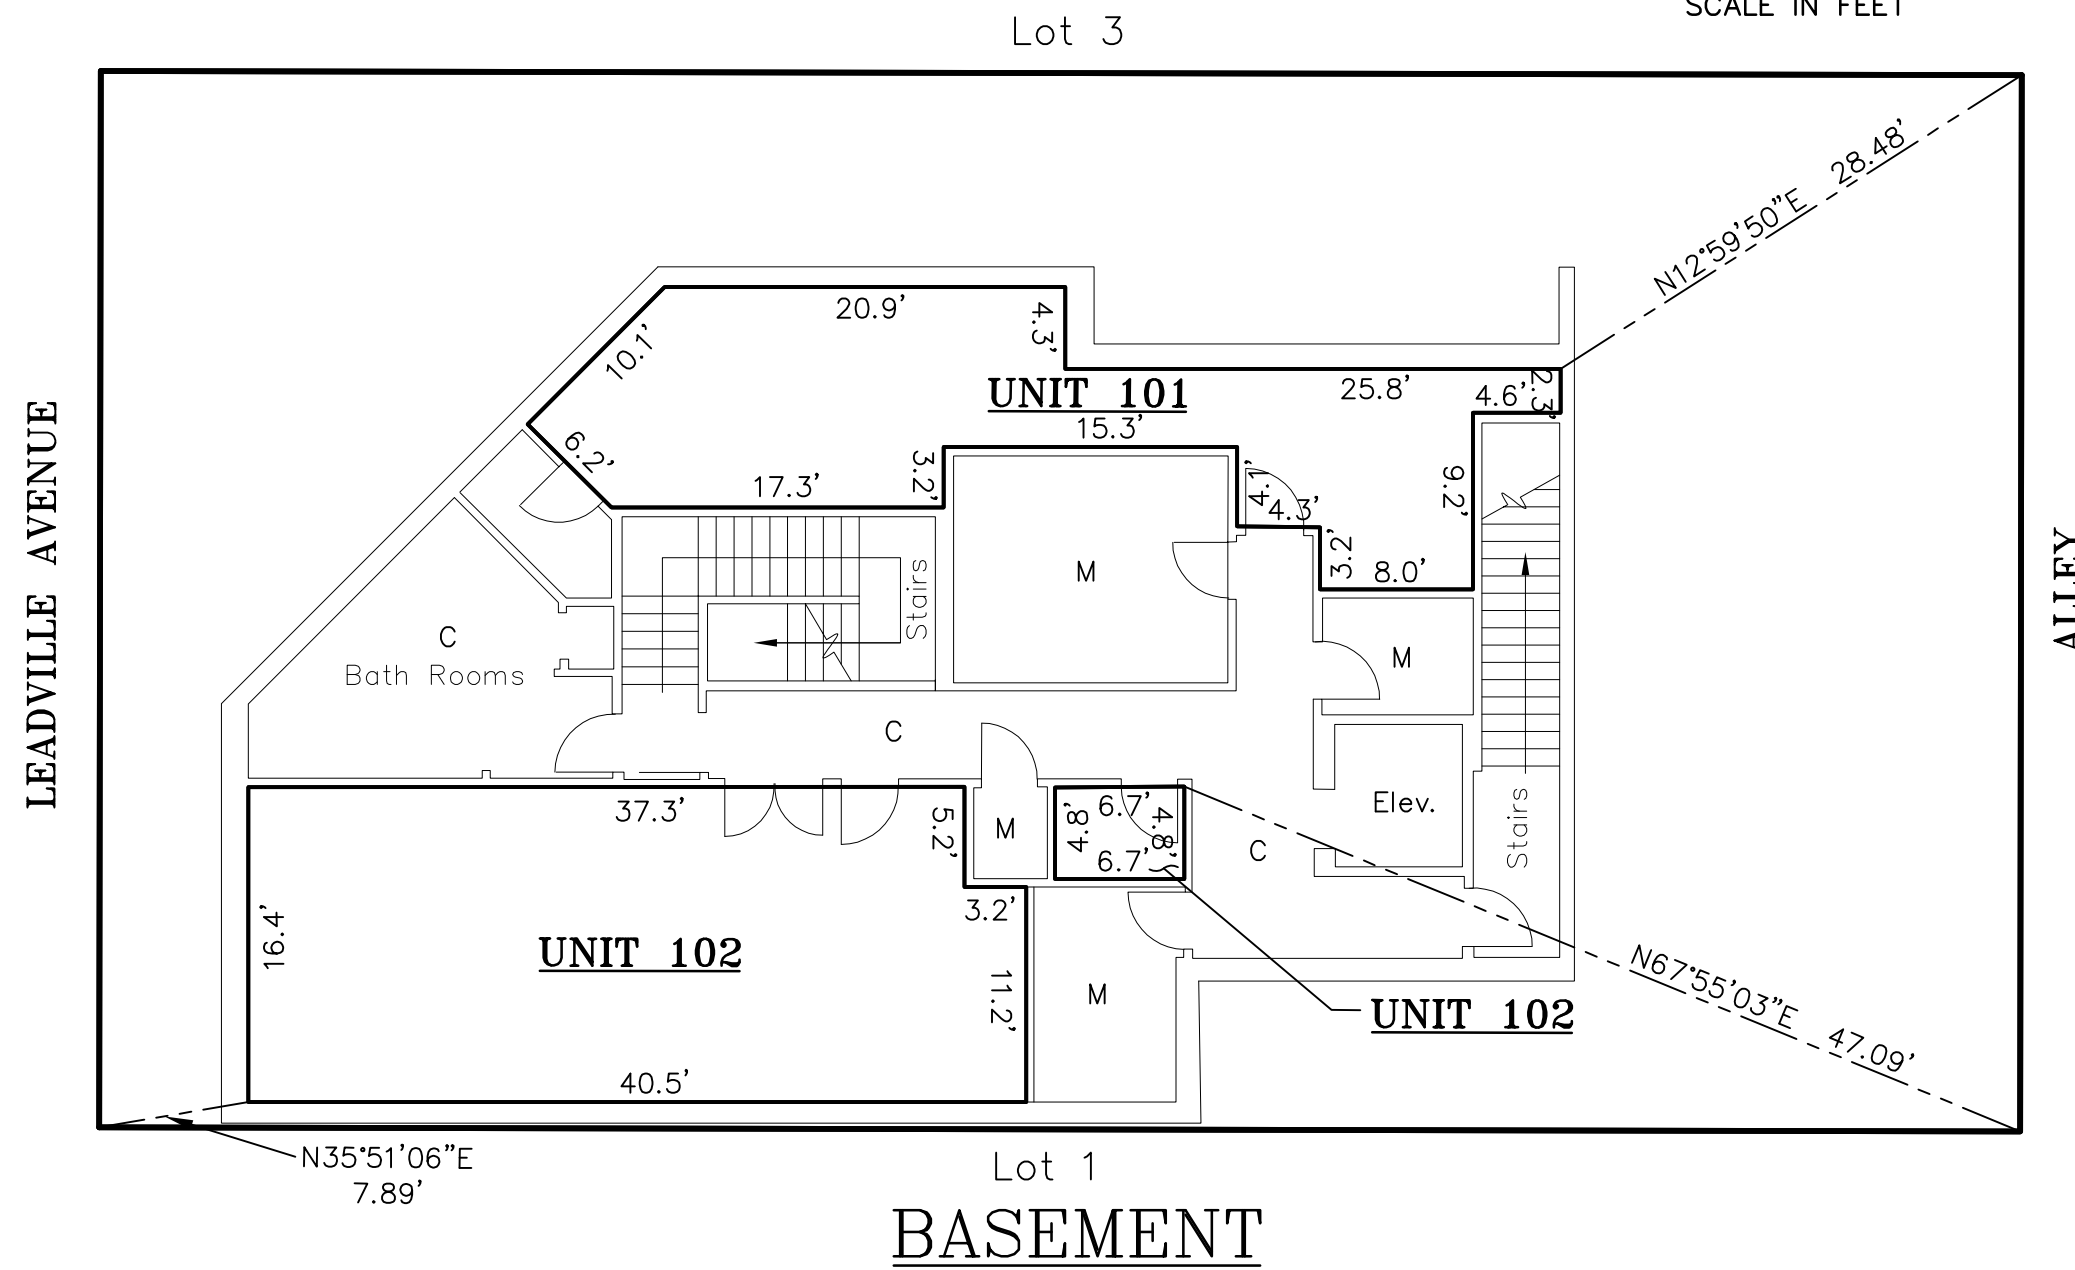 SCALE IN FEET
Lot 3
N12°59'50"E 28.48'
20.9'
4.3'
10.1'
UNIT 101
25.8'
4.6'
2.3'
15.3'
6.2'
17.3'
3.2'
4.1'
4.3'
9.2'
3.2'
8.0'
LEADVILLE AVENUE
ALLEY
M
Stairs
C
Bath Rooms
M
C
37.3'
5.2'
M
6.7'
4.8'
4.8'
6.7'
C
Elev.
Stairs
16.4'
UNIT 102
3.2'
11.2'
M
UNIT 102
N67°55'03"E 47.09'
40.5'
N35°51'06"E
7.89'
Lot 1
BASEMENT